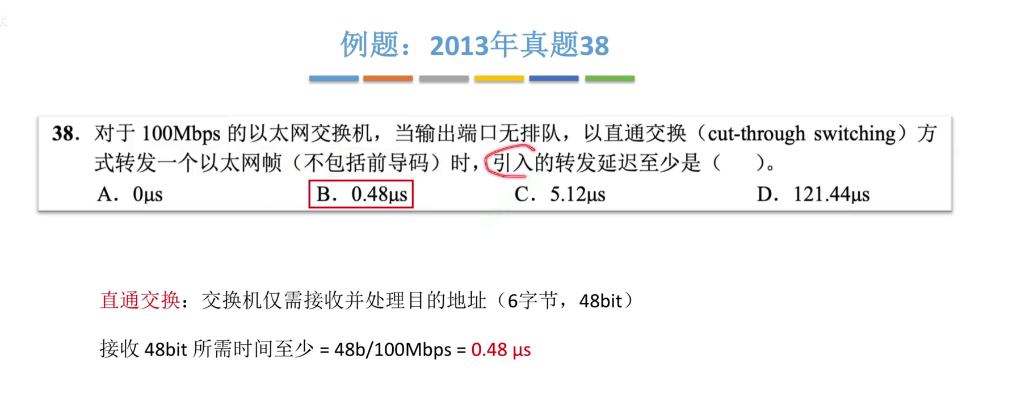 例题：2013年真题38
38．对于 100Mbps 的以太网交换机，当输出端口无排队，以直通交换（cut-through switching）方
式转发一个以太网帧（不包括前导码）时，引入的转发延迟至少是（　　）。
A．0μs B．0.48μs C．5.12μs D．121.44μs
直通交换：交换机仅需接收并处理目的地址（6字节，48bit）
接收 48bit 所需时间至少 = 48b/100Mbps = 0.48 μs